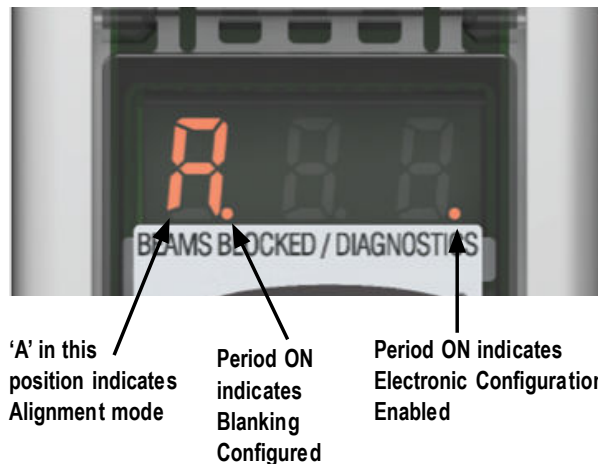 A. .
BEAMS BLOCKED / DIAGNOSTICS
'A' in this
position indicates
Alignment mode
Period ON
indicates
Blanking
Configured
Period ON indicates
Electronic Configuration
Enabled